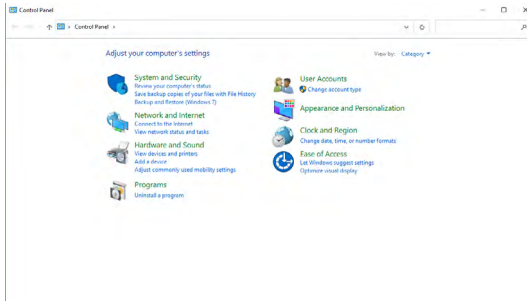 Control Panel
Control Panel
Adjust your computer's settings
View by: Category
System and Security
Review your computer's status
Save backup copies of your files with File History
Backup and Restore (Windows 7)
Network and Internet
Connect to the Internet
View network status and tasks
Hardware and Sound
View devices and printers
Add a device
Adjust commonly used mobility settings
Programs
Uninstall a program
User Accounts
Change account type
Appearance and Personalization
Clock and Region
Change date, time, or number formats
Ease of Access
Let Windows suggest settings
Optimize visual display